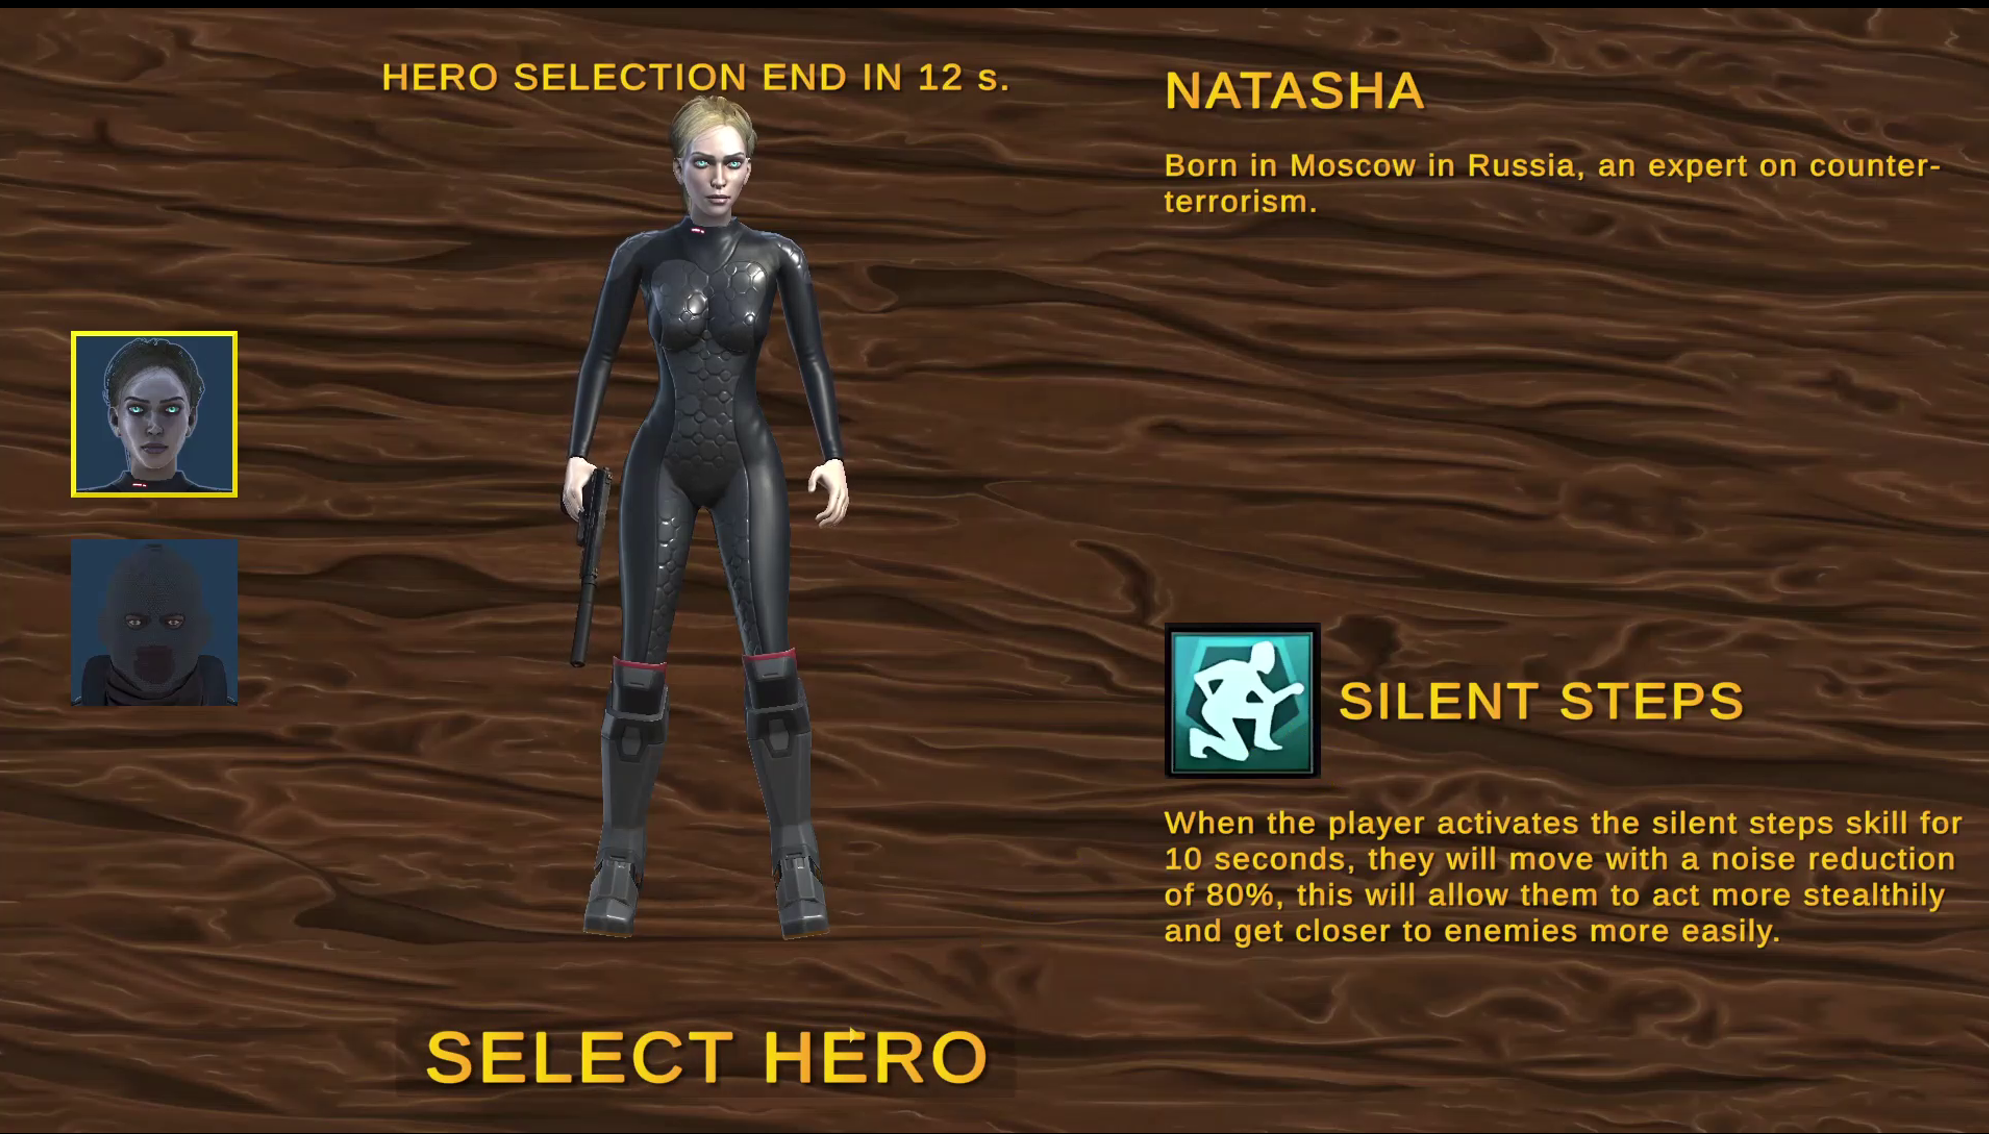 HERO SELECTION END IN 12 s.
NATASHA
Born in Moscow in Russia, an expert on counter-
terrorism.
SILENT STEPS
When the player activates the silent steps skill for
10 seconds, they will move with a noise reduction
of 80%, this will allow them to act more stealthily
and get closer to enemies more easily.
SELECT HERO